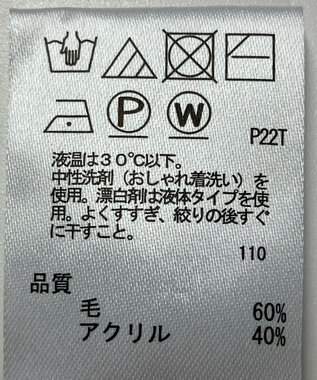 P W
P22T
液温は３０℃以下。
中性洗剤（おしゃれ着洗い）を
使用。漂白剤は液体タイプを使
用。よくすすぎ、絞りの後すぐ
に干すこと。
110
品質
毛 60%
アクリル 40%